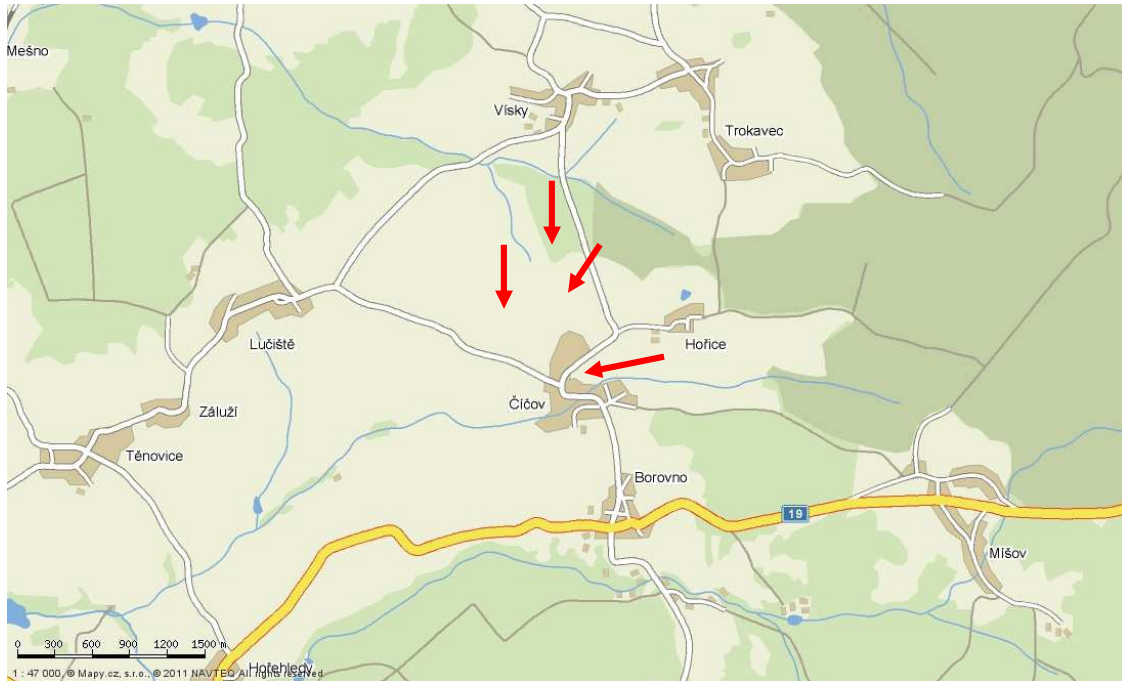 Mešno
Vísky
Trokavec
Lučiště
Hořice
Číčov
Záluží
Těnovice
Borovno
19
Míšov
0 300 600 900 1200 1500 m
Hořehledy
1 : 47 000, © Mapy.cz, s.r.o., © 2011 NAVTEQ All rights reserved